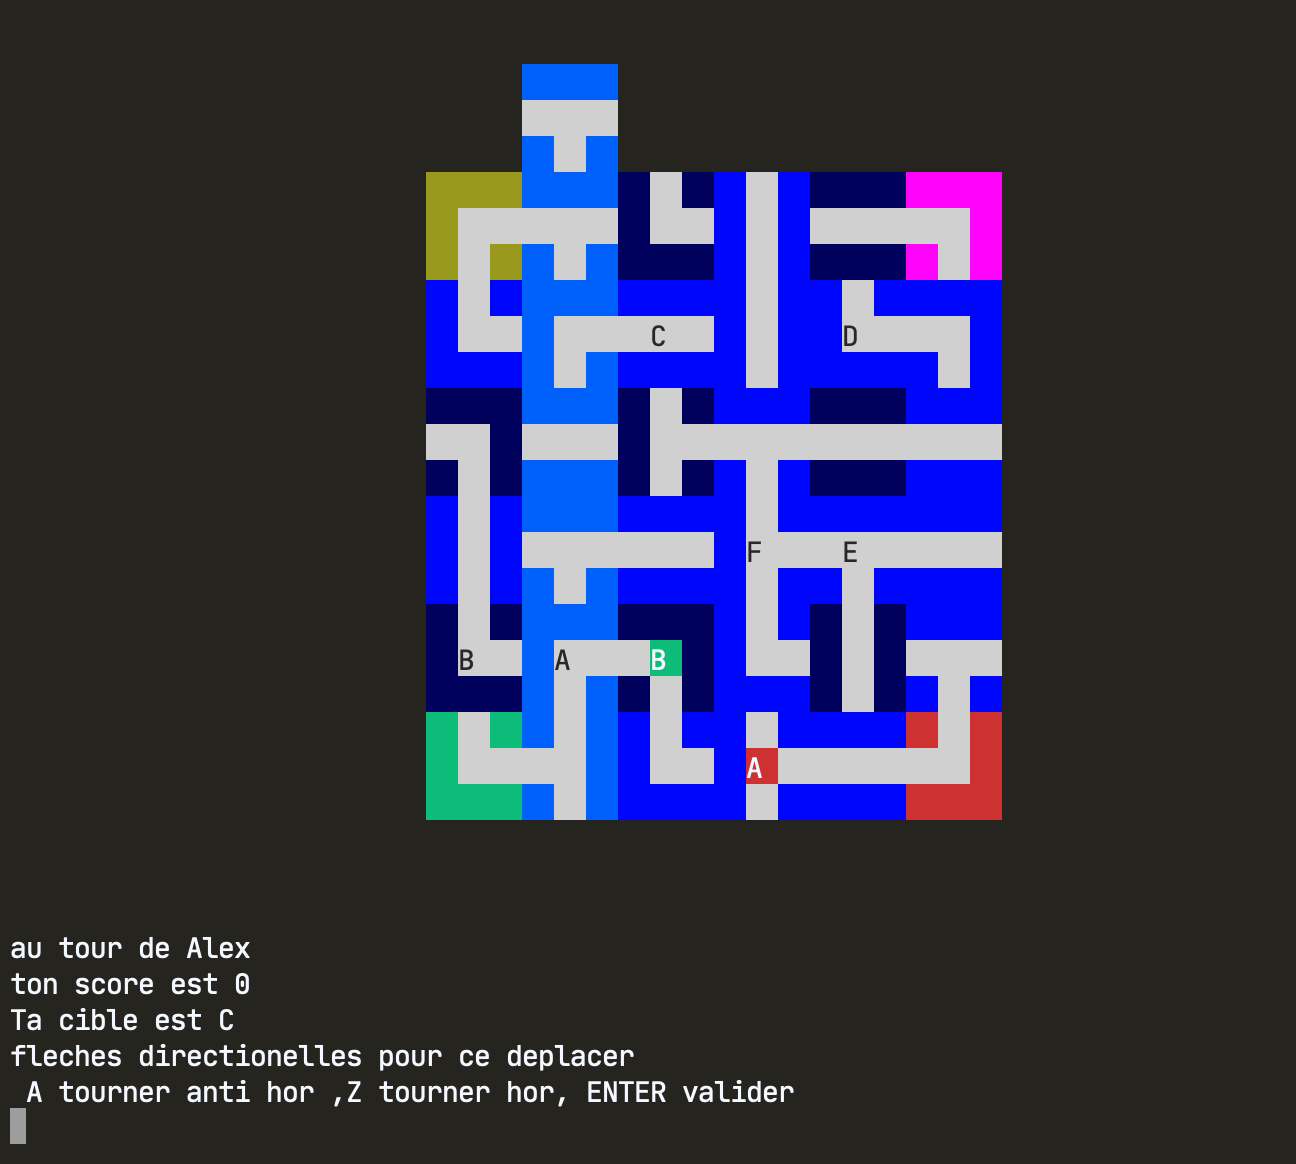 C D
F E
B A B
A
au tour de Alex
ton score est 0
Ta cible est C
fleches directionelles pour ce deplacer
A tourner anti hor ,Z tourner hor, ENTER valider